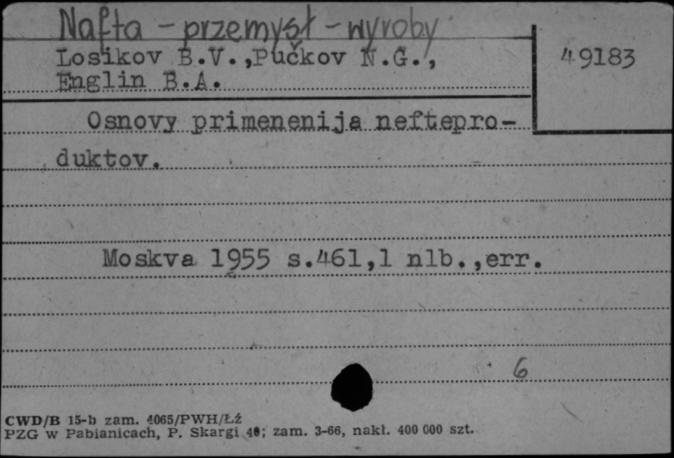 Nafta - przemysł - wyroby
Losikov B.V., Pučkov N.G.,
Englin B.A.
49183
Osnovy primenenija neftepro-
duktov.
Moskva 1955 s.461,1 nlb.,err.
6
CWD/B 15-b zam. 4065/PWH/Łź
PZG w Pabianicach, P. Skargi 40; zam. 3-66, nakł. 400 000 szt.